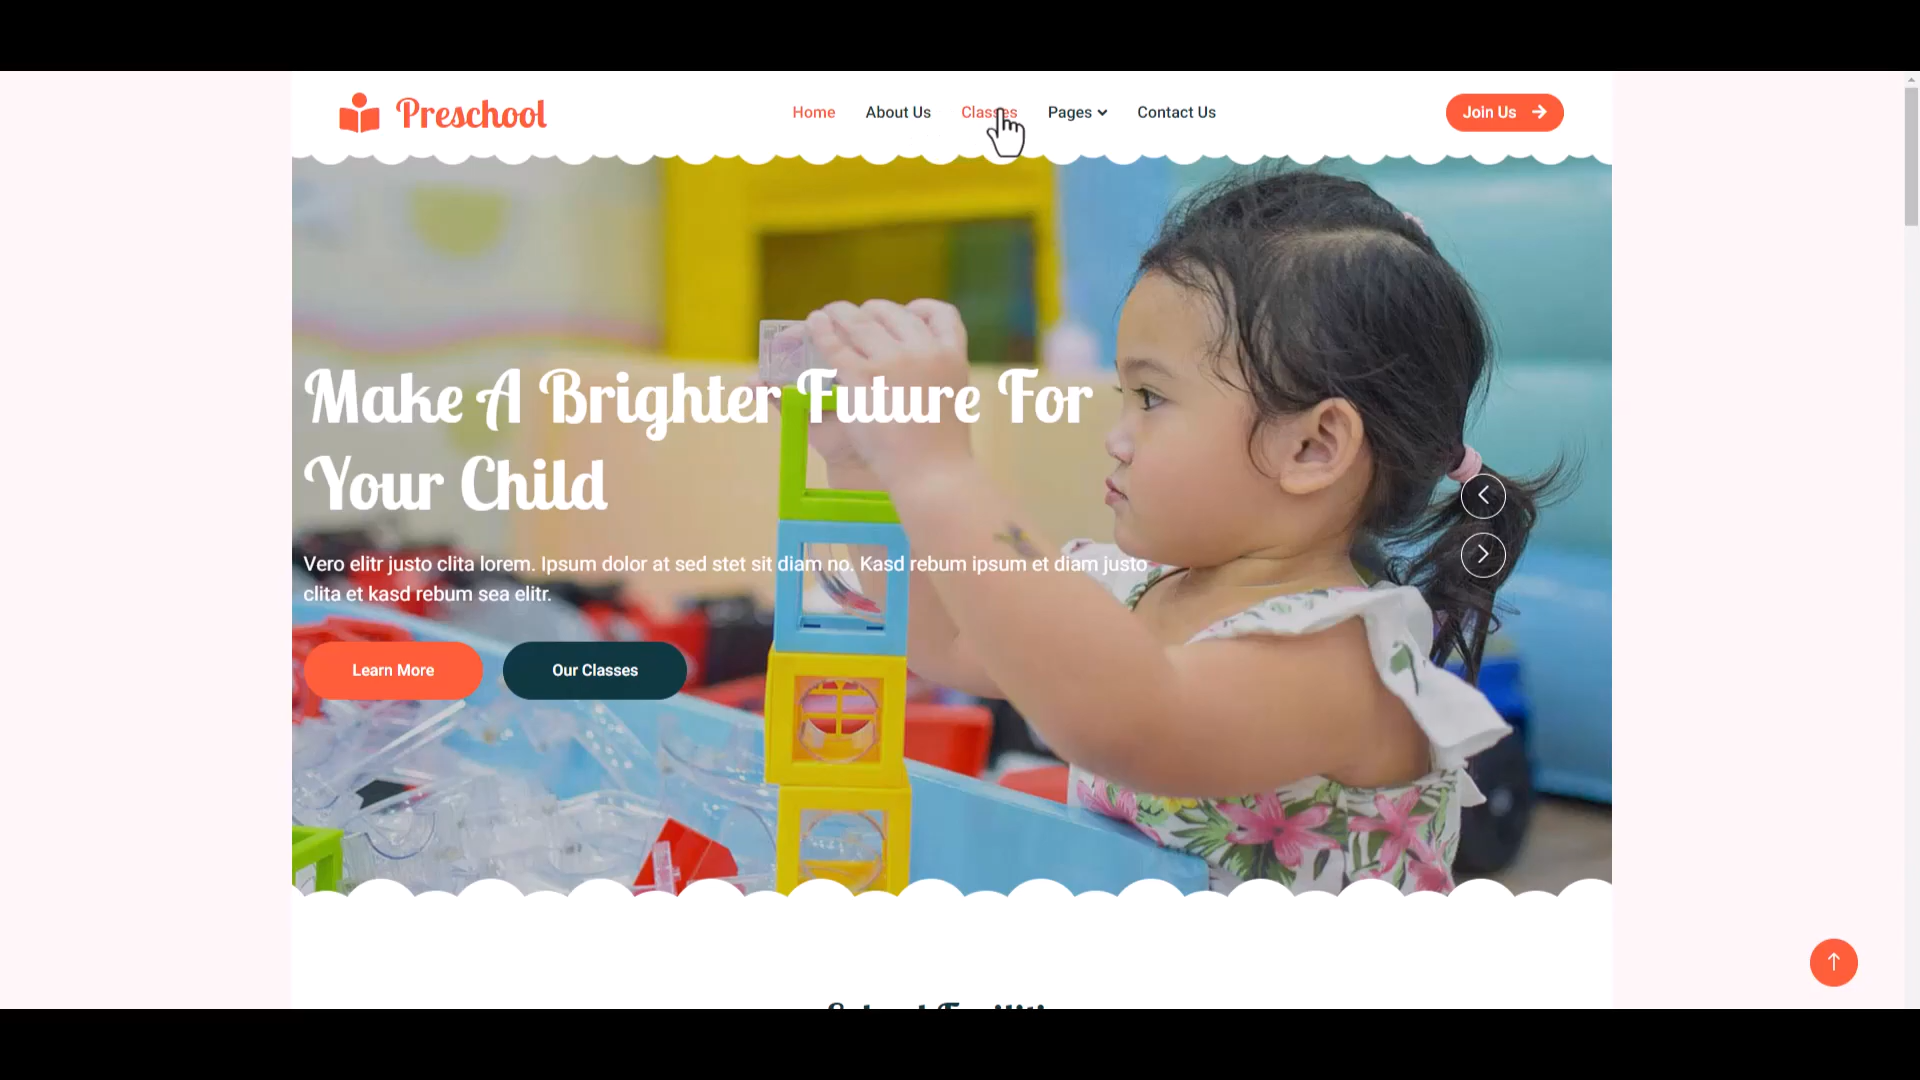 Preschool
Home
About Us
Classes
Pages
Contact Us
Join Us
Make A Brighter Future For
Your Child
Vero elitr justo clita lorem. Ipsum dolor at sed stet sit diam no. Kasd rebum ipsum et diam justo
clita et kasd rebum sea elitr.
Learn More
Our Classes